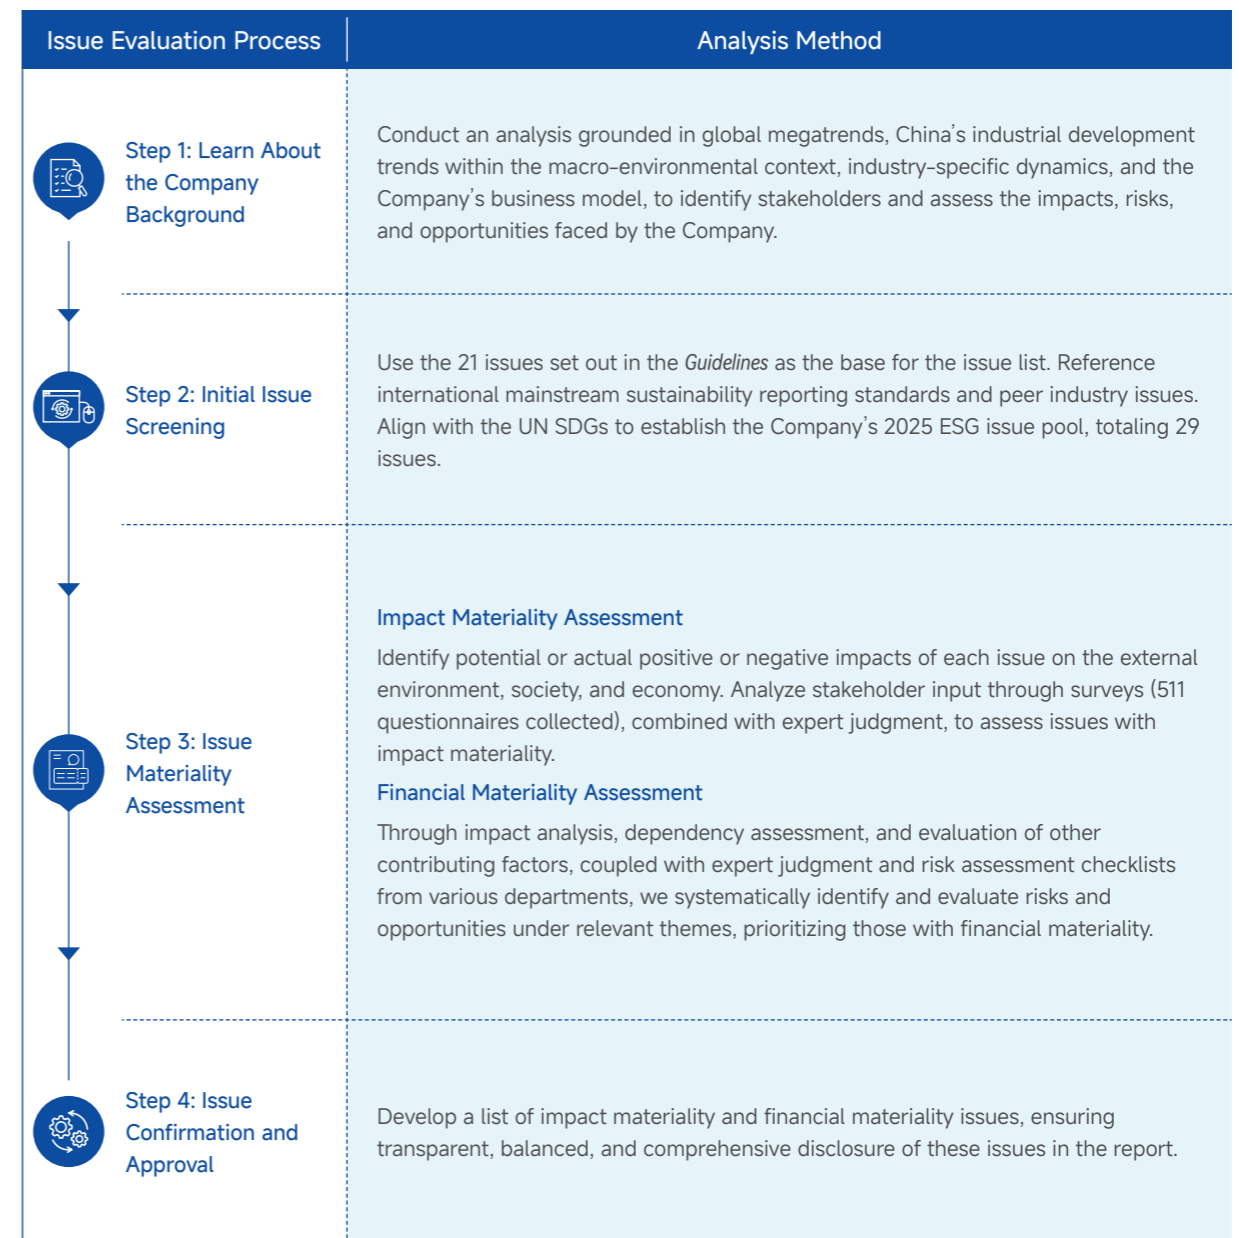 Issue Evaluation Process
Analysis Method
Step 1: Learn About
the Company
Background
Conduct an analysis grounded in global megatrends, China’s industrial development
trends within the macro-environmental context, industry-specific dynamics, and the
Company’s business model, to identify stakeholders and assess the impacts, risks,
and opportunities faced by the Company.
Step 2: Initial Issue
Screening
Use the 21 issues set out in the Guidelines as the base for the issue list. Reference
international mainstream sustainability reporting standards and peer industry issues.
Align with the UN SDGs to establish the Company’s 2025 ESG issue pool, totaling 29
issues.
Step 3: Issue
Materiality
Assessment
Impact Materiality Assessment
Identify potential or actual positive or negative impacts of each issue on the external
environment, society, and economy. Analyze stakeholder input through surveys (511
questionnaires collected), combined with expert judgment, to assess issues with
impact materiality.
Financial Materiality Assessment
Through impact analysis, dependency assessment, and evaluation of other
contributing factors, coupled with expert judgment and risk assessment checklists
from various departments, we systematically identify and evaluate risks and
opportunities under relevant themes, prioritizing those with financial materiality.
Step 4: Issue
Confirmation and
Approval
Develop a list of impact materiality and financial materiality issues, ensuring
transparent, balanced, and comprehensive disclosure of these issues in the report.